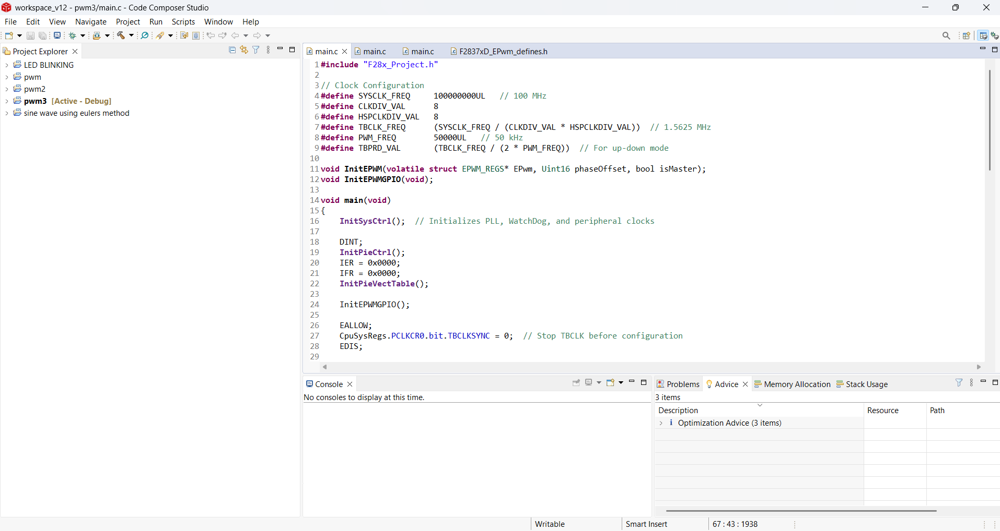 workspace_v12 - pwm3/main.c - Code Composer Studio
File Edit View Navigate Project Run Scripts Window Help
Project Explorer
LED BLINKING
pwm
pwm2
pwm3 [Active - Debug]
sine wave using eulers method
main.c main.c main.c F2837xD_EPwm_defines.h
1 #include "F28x_Project.h"
2
3 // Clock Configuration
4 #define SYSCLK_FREQ 100000000UL // 100 MHz
5 #define CLKDIV_VAL 8
6 #define HSPCLKDIV_VAL 8
7 #define TBCLK_FREQ (SYSCLK_FREQ / (CLKDIV_VAL * HSPCLKDIV_VAL)) // 1.5625 MHz
8 #define PWM_FREQ 50000UL // 50 kHz
9 #define TBPRD_VAL (TBCLK_FREQ / (2 * PWM_FREQ)) // For up-down mode
10
11 void InitEPWM(volatile struct EPWM_REGS* EPwm, Uint16 phaseOffset, bool isMaster);
12 void InitEPWMGPIO(void);
13
14 void main(void)
15 {
16 InitSysCtrl(); // Initializes PLL, WatchDog, and peripheral clocks
17
18 DINT;
19 InitPieCtrl();
20 IER = 0x0000;
21 IFR = 0x0000;
22 InitPieVectTable();
23
24 InitEPWMGPIO();
25
26 EALLOW;
27 CpuSysRegs.PCLKCR0.bit.TBCLKSYNC = 0; // Stop TBCLK before configuration
28 EDIS;
29
Console
No consoles to display at this time.
Problems Advice Memory Allocation Stack Usage
3 items
Description Resource Path
Optimization Advice (3 items)
Writable Smart Insert 67 : 43 : 1938